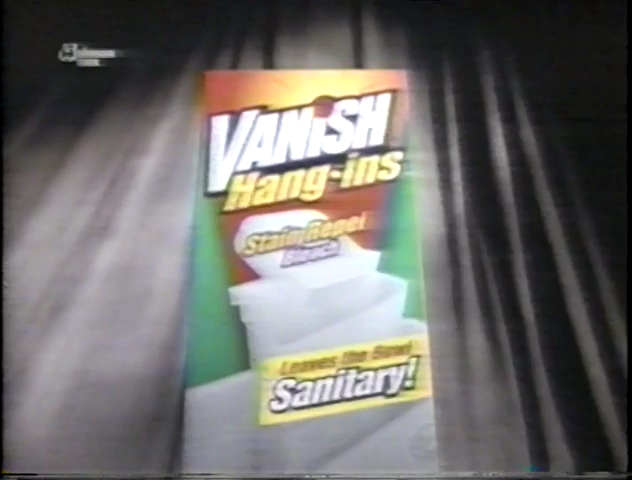 VANiSH
Hang-ins
Stain Repel
Bleach
Leaves the Bowl
Sanitary!